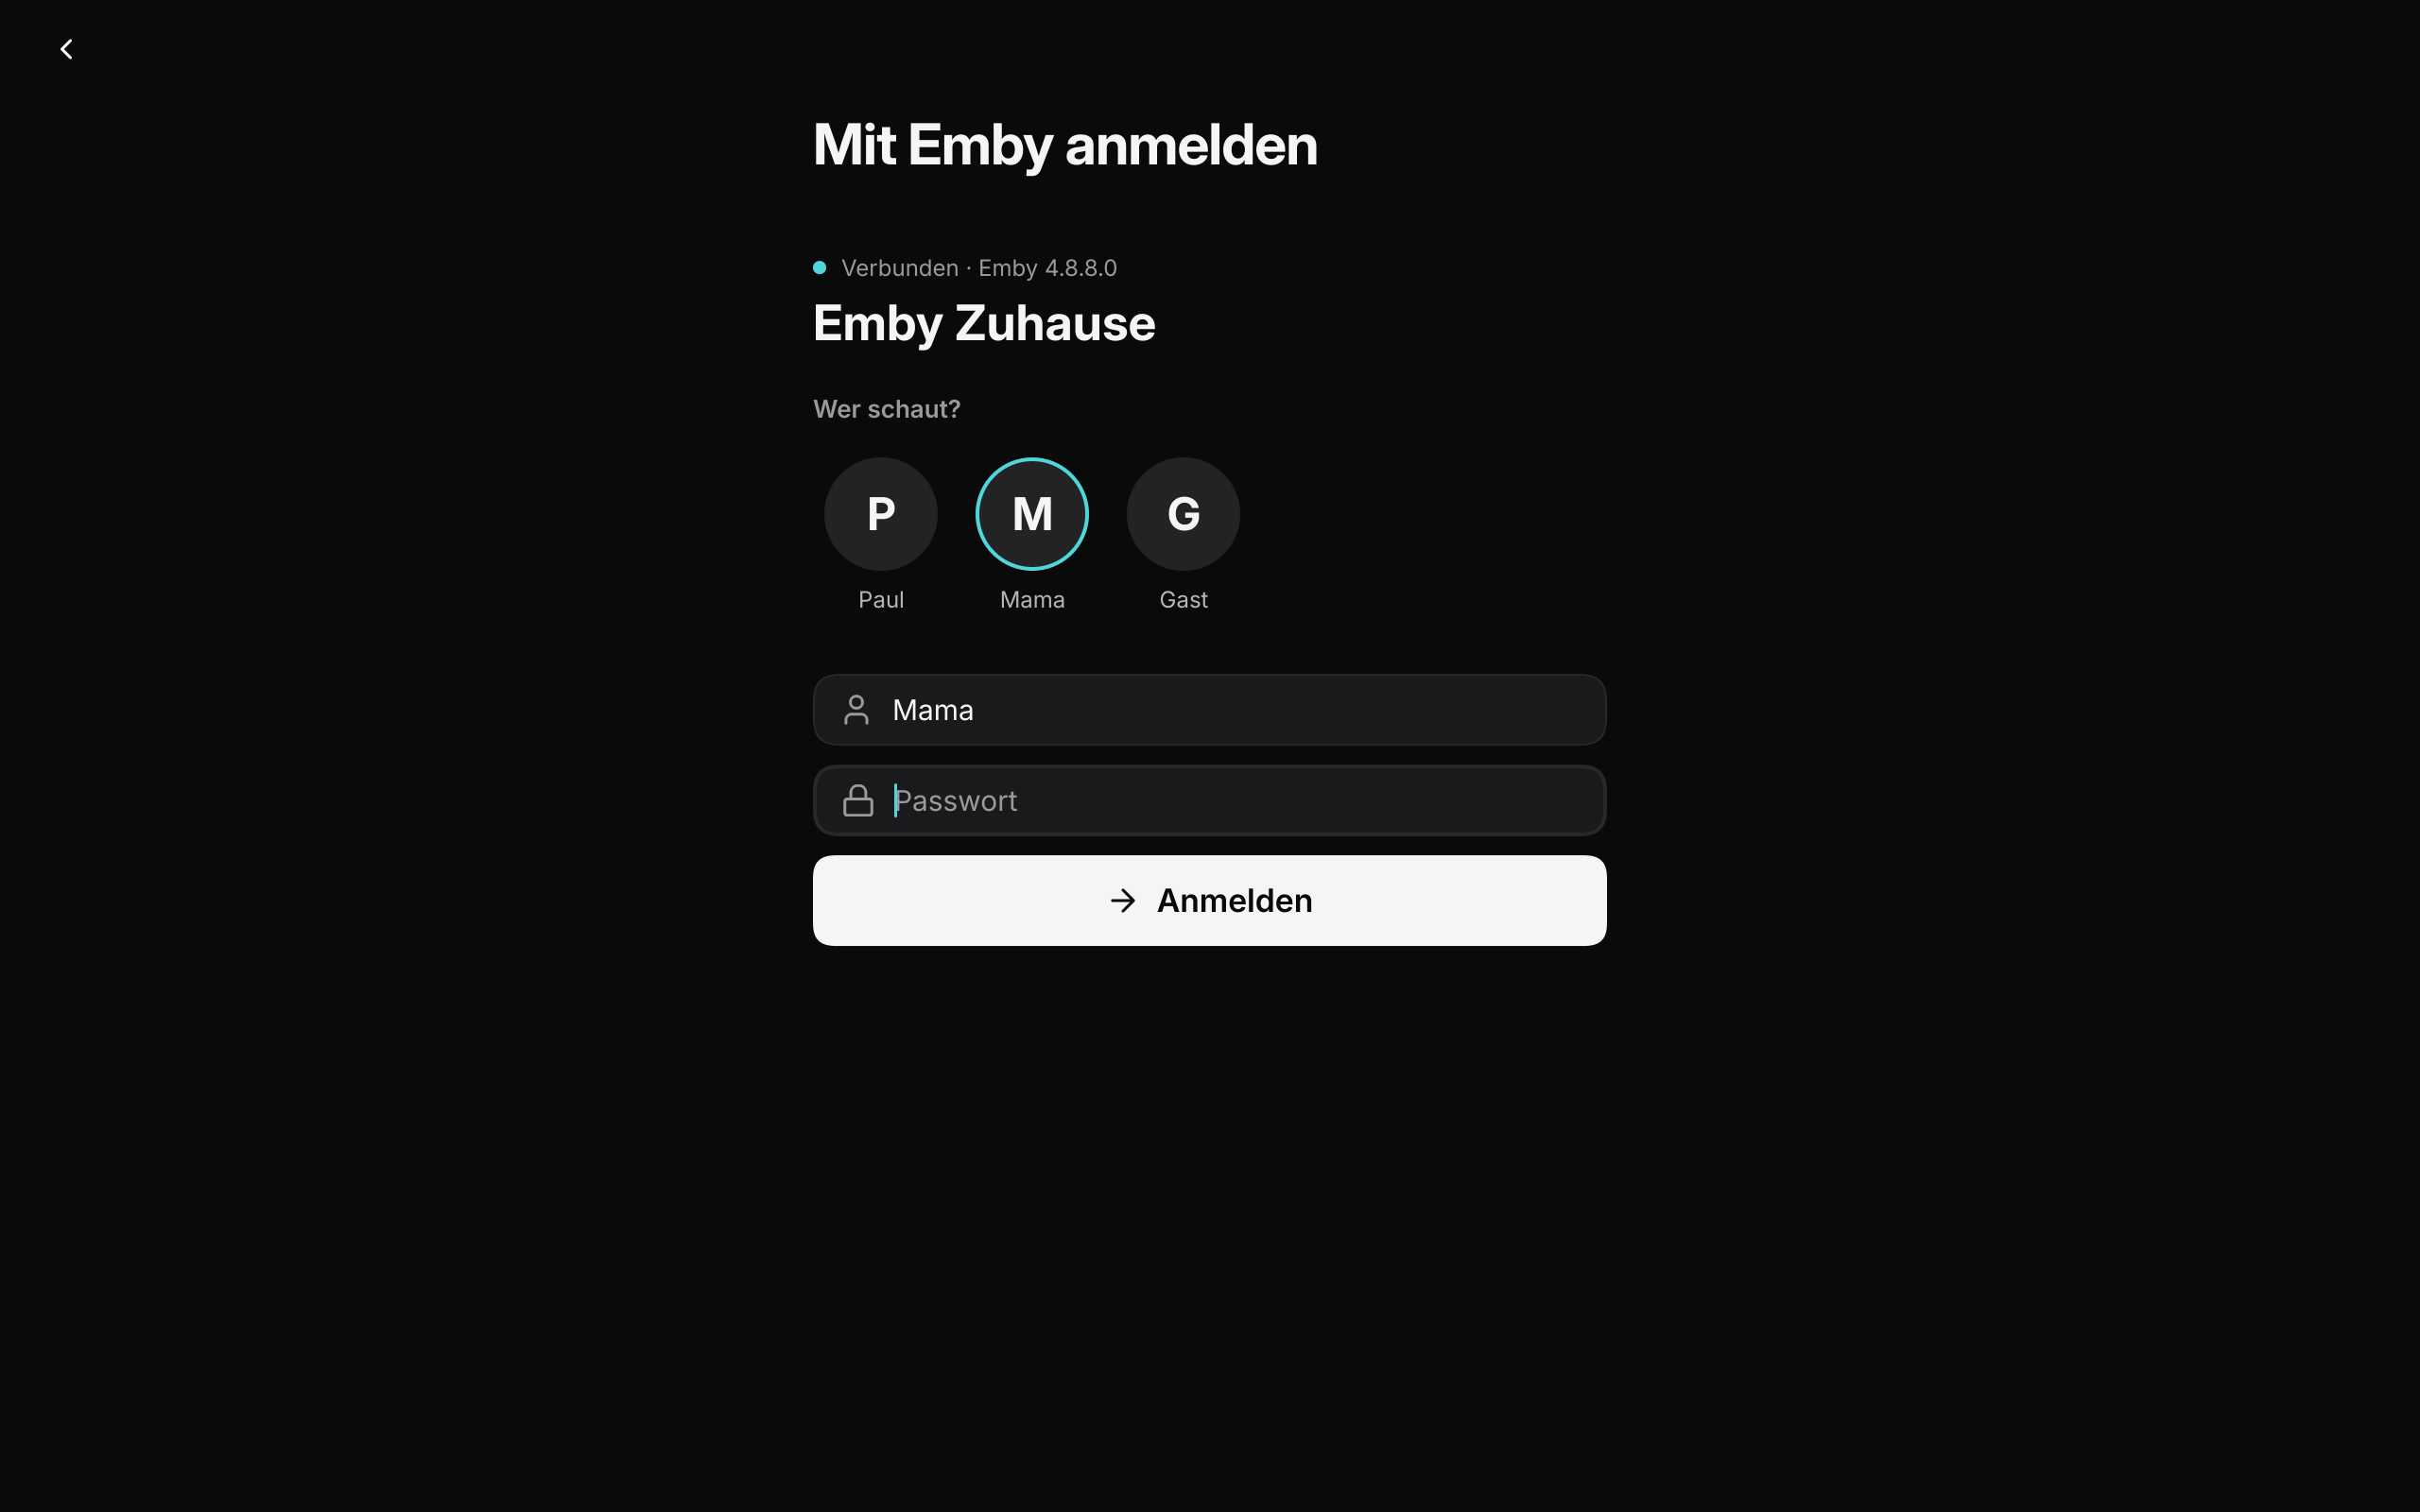 Mit Emby anmelden
Verbunden · Emby 4.8.8.0
Emby Zuhause
Wer schaut?
P M G
Paul Mama Gast
Mama
Passwort
Anmelden